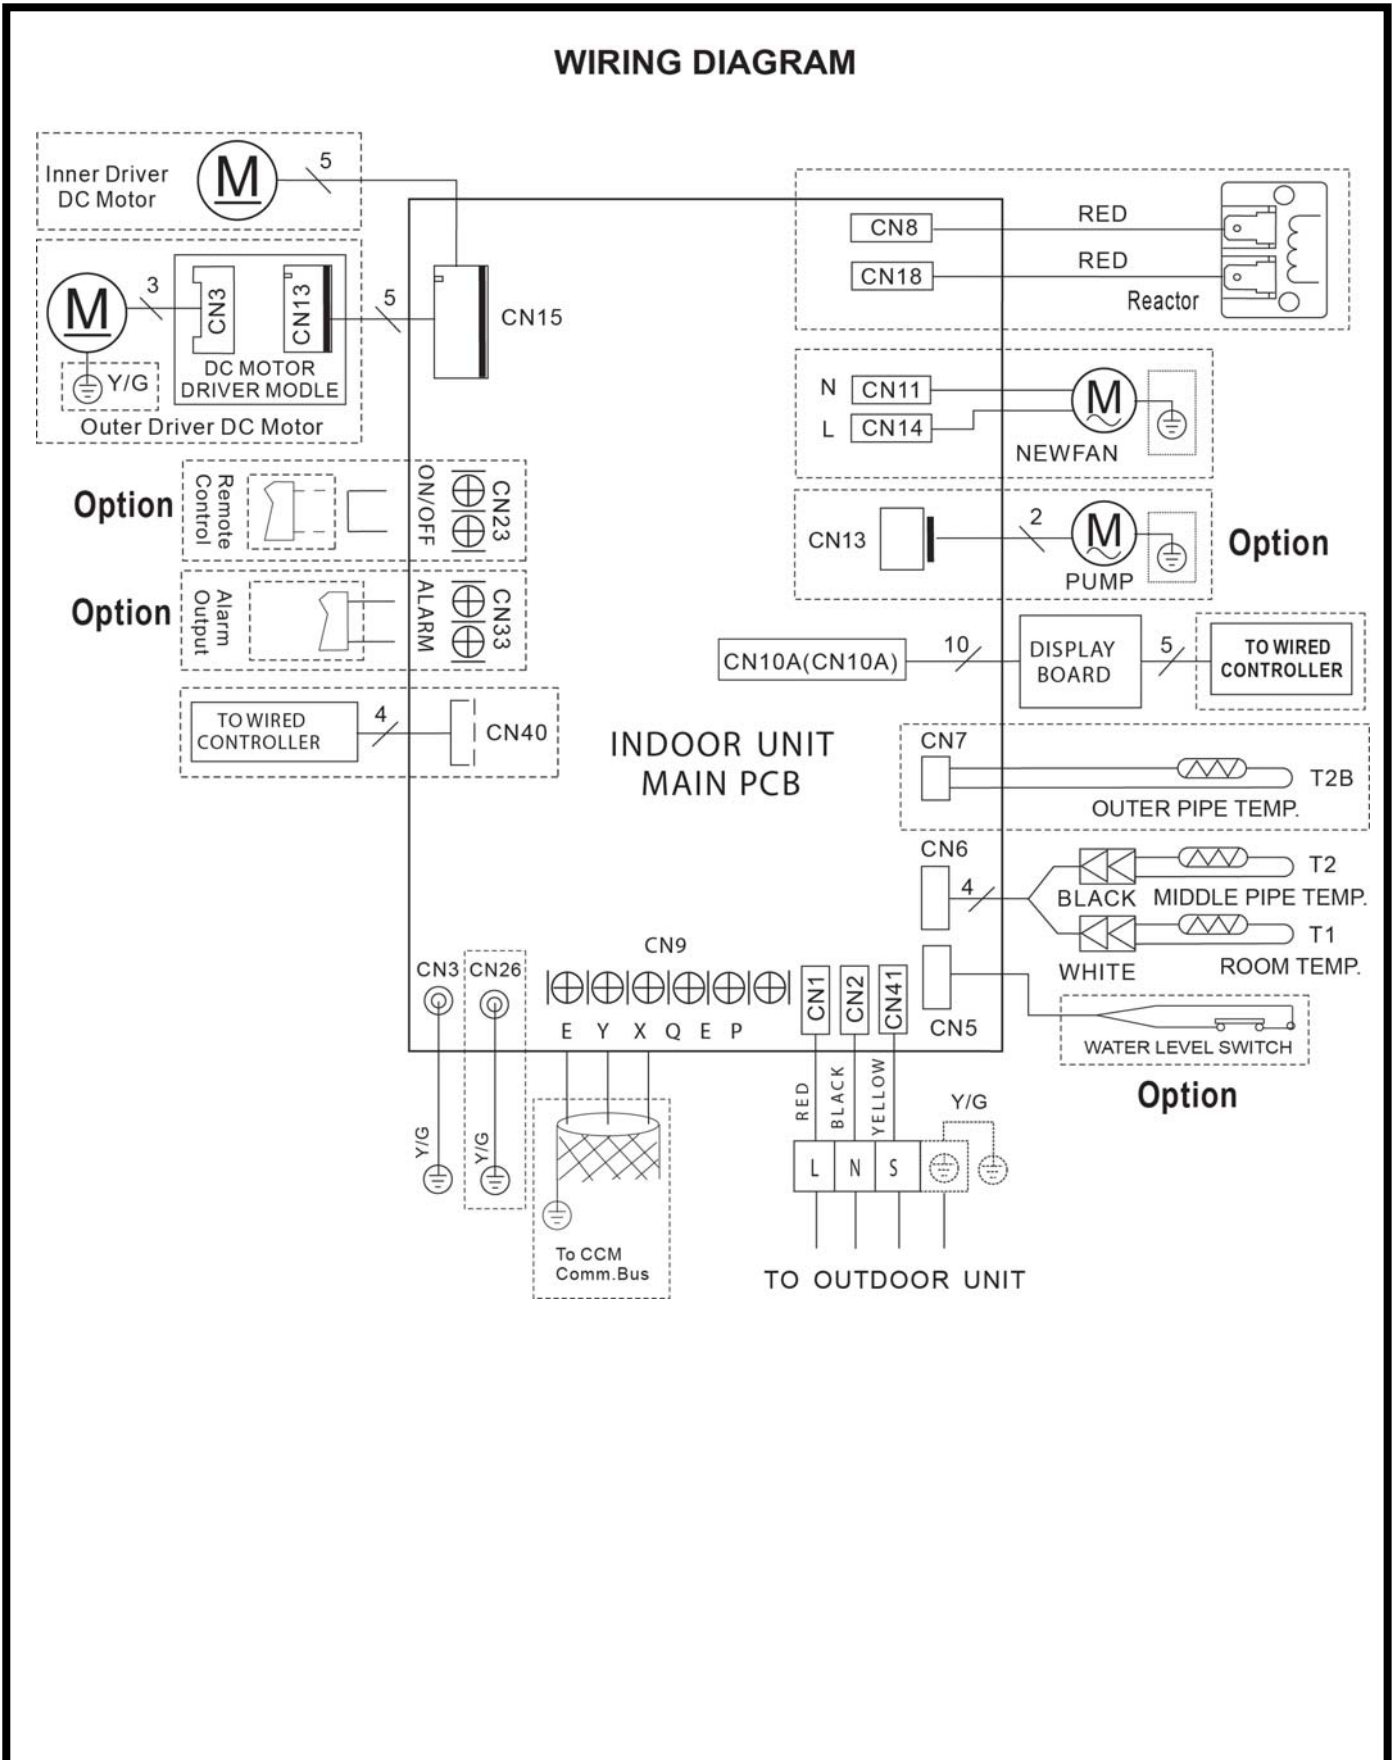 WIRING DIAGRAM
Inner Driver
DC Motor
M
5
M
3
CN3
CN13
5
DC MOTOR
DRIVER MODLE
Y/G
Outer Driver DC Motor
CN15
Option
Remote
Control
ON/OFF
CN23
Option
Alarm
Output
ALARM
CN33
TO WIRED
CONTROLLER
4
CN40
INDOOR UNIT
MAIN PCB
CN8
RED
CN18
RED
Reactor
N
CN11
L
CN14
M
NEWFAN
CN13
2
M
PUMP
Option
CN10A(CN10A)
10
DISPLAY
BOARD
5
TO WIRED
CONTROLLER
CN7
T2B
OUTER PIPE TEMP.
CN6
4
T2
BLACK
MIDDLE PIPE TEMP.
T1
WHITE
ROOM TEMP.
CN5
WATER LEVEL SWITCH
Option
CN3
CN26
Y/G
Y/G
CN9
E Y X Q E P
To CCM
Comm.Bus
CN1
CN2
CN41
RED
BLACK
YELLOW
Y/G
L
N
S
TO OUTDOOR UNIT